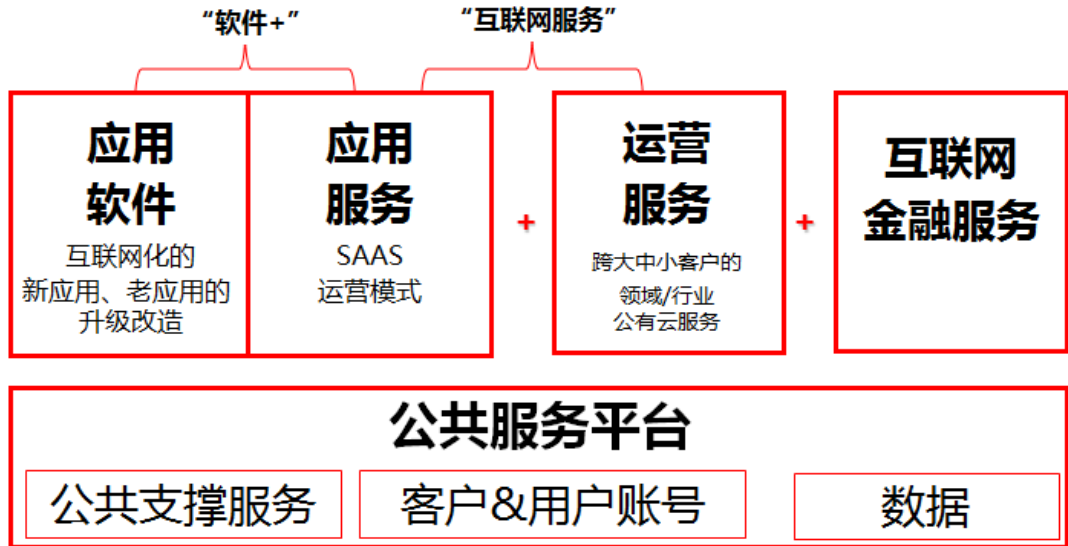 “软件+”
“互联网服务”
应用
软件
互联网化的
新应用、老应用的
升级改造
应用
服务
SAAS
运营模式
+
运营
服务
跨大中小客户的
领域/行业
公有云服务
+
互联网
金融服务
公共服务平台
公共支撑服务
客户&用户账号
数据